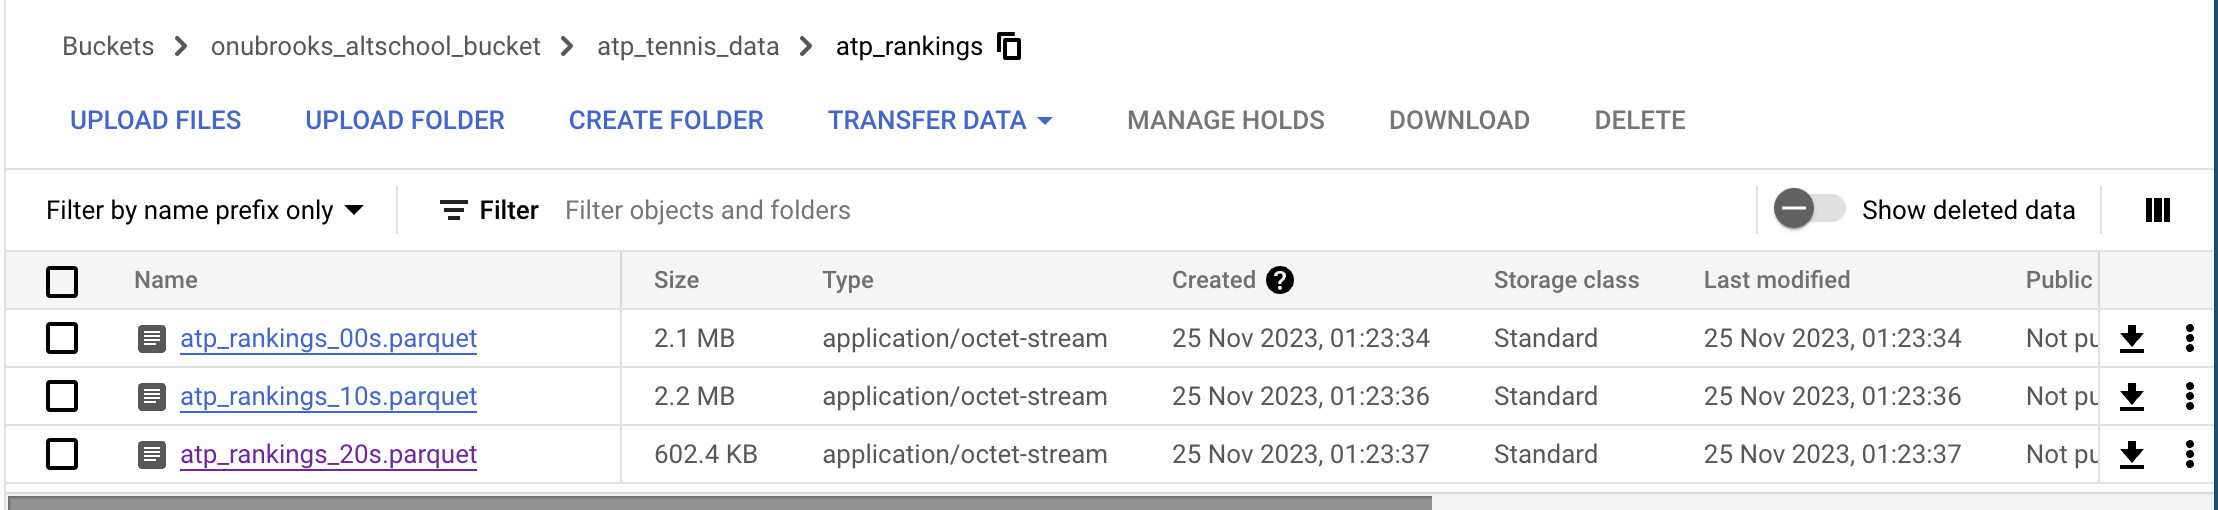 Buckets > onubrooks_altschool_bucket > atp_tennis_data > atp_rankings
UPLOAD FILES UPLOAD FOLDER CREATE FOLDER TRANSFER DATA MANAGE HOLDS DOWNLOAD DELETE
Filter by name prefix only Filter Filter objects and folders Show deleted data
Name Size Type Created ? Storage class Last modified Public
atp_rankings_00s.parquet 2.1 MB application/octet-stream 25 Nov 2023, 01:23:34 Standard 25 Nov 2023, 01:23:34 Not pu
atp_rankings_10s.parquet 2.2 MB application/octet-stream 25 Nov 2023, 01:23:36 Standard 25 Nov 2023, 01:23:36 Not pu
atp_rankings_20s.parquet 602.4 KB application/octet-stream 25 Nov 2023, 01:23:37 Standard 25 Nov 2023, 01:23:37 Not pu